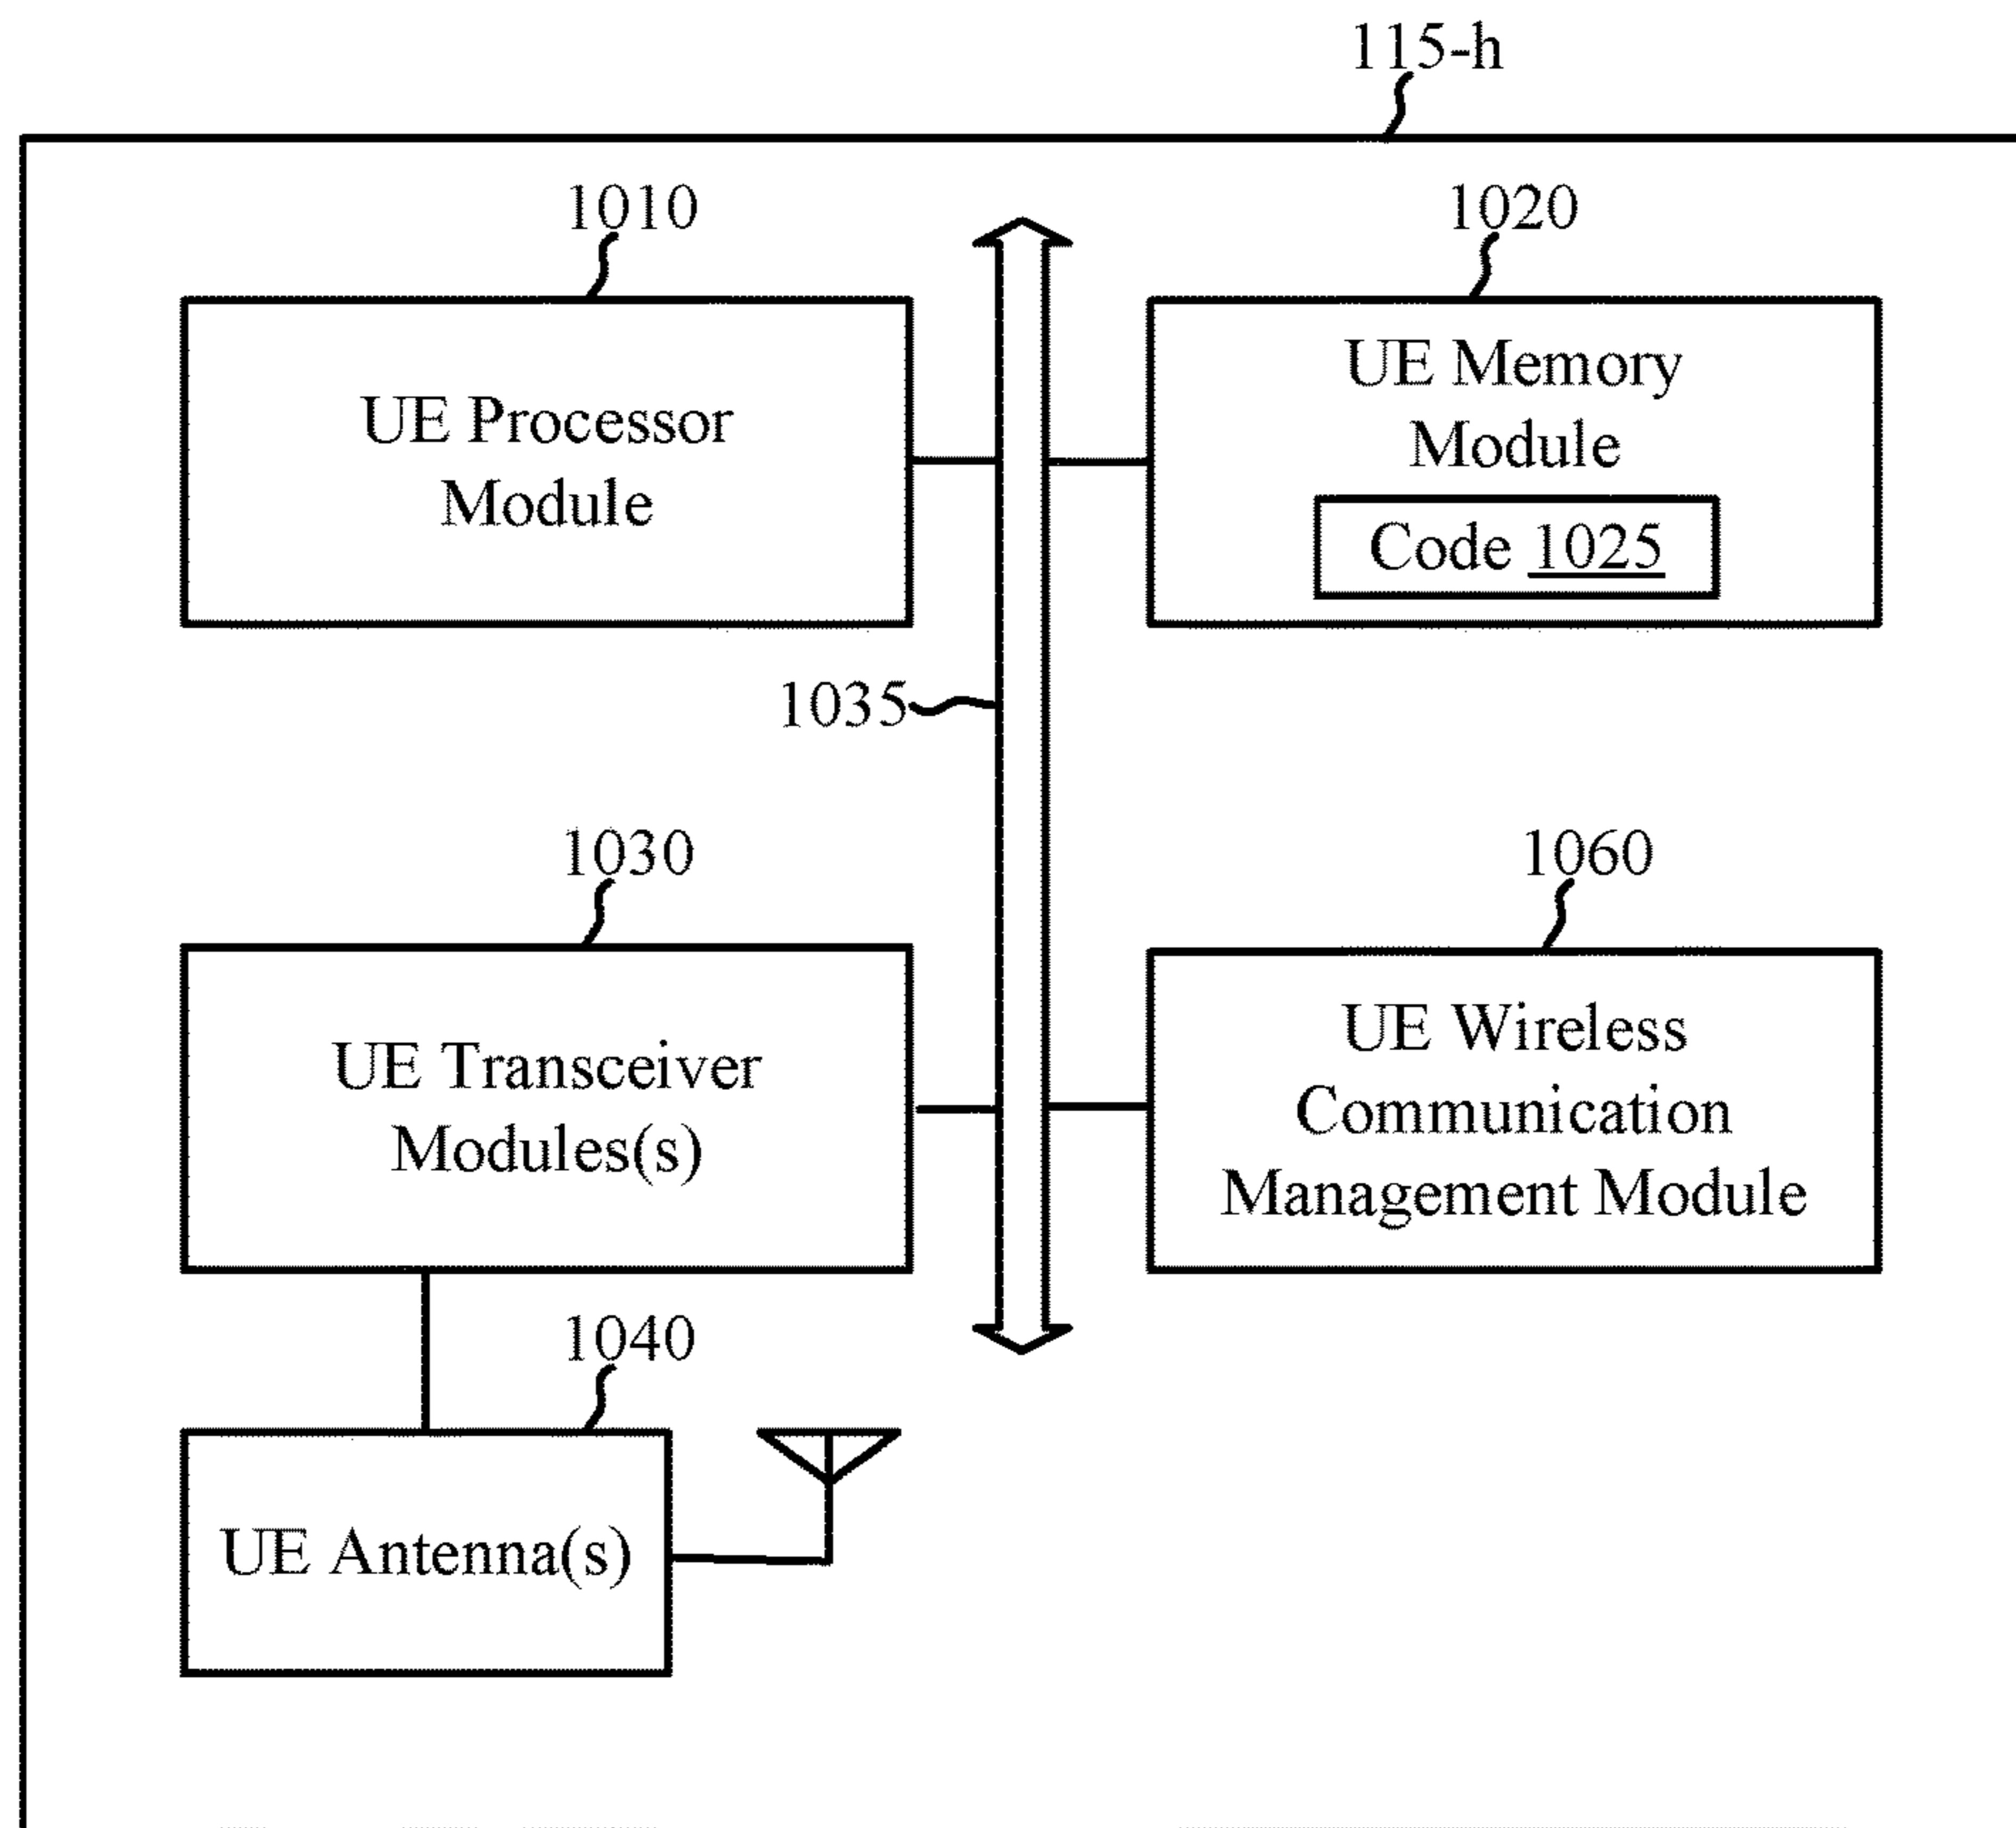 115-h
1010
1020
UE Processor
Module
UE Memory
Module
Code 1025
1035
1030
1060
UE Transceiver
Modules(s)
UE Wireless
Communication
Management Module
1040
UE Antenna(s)